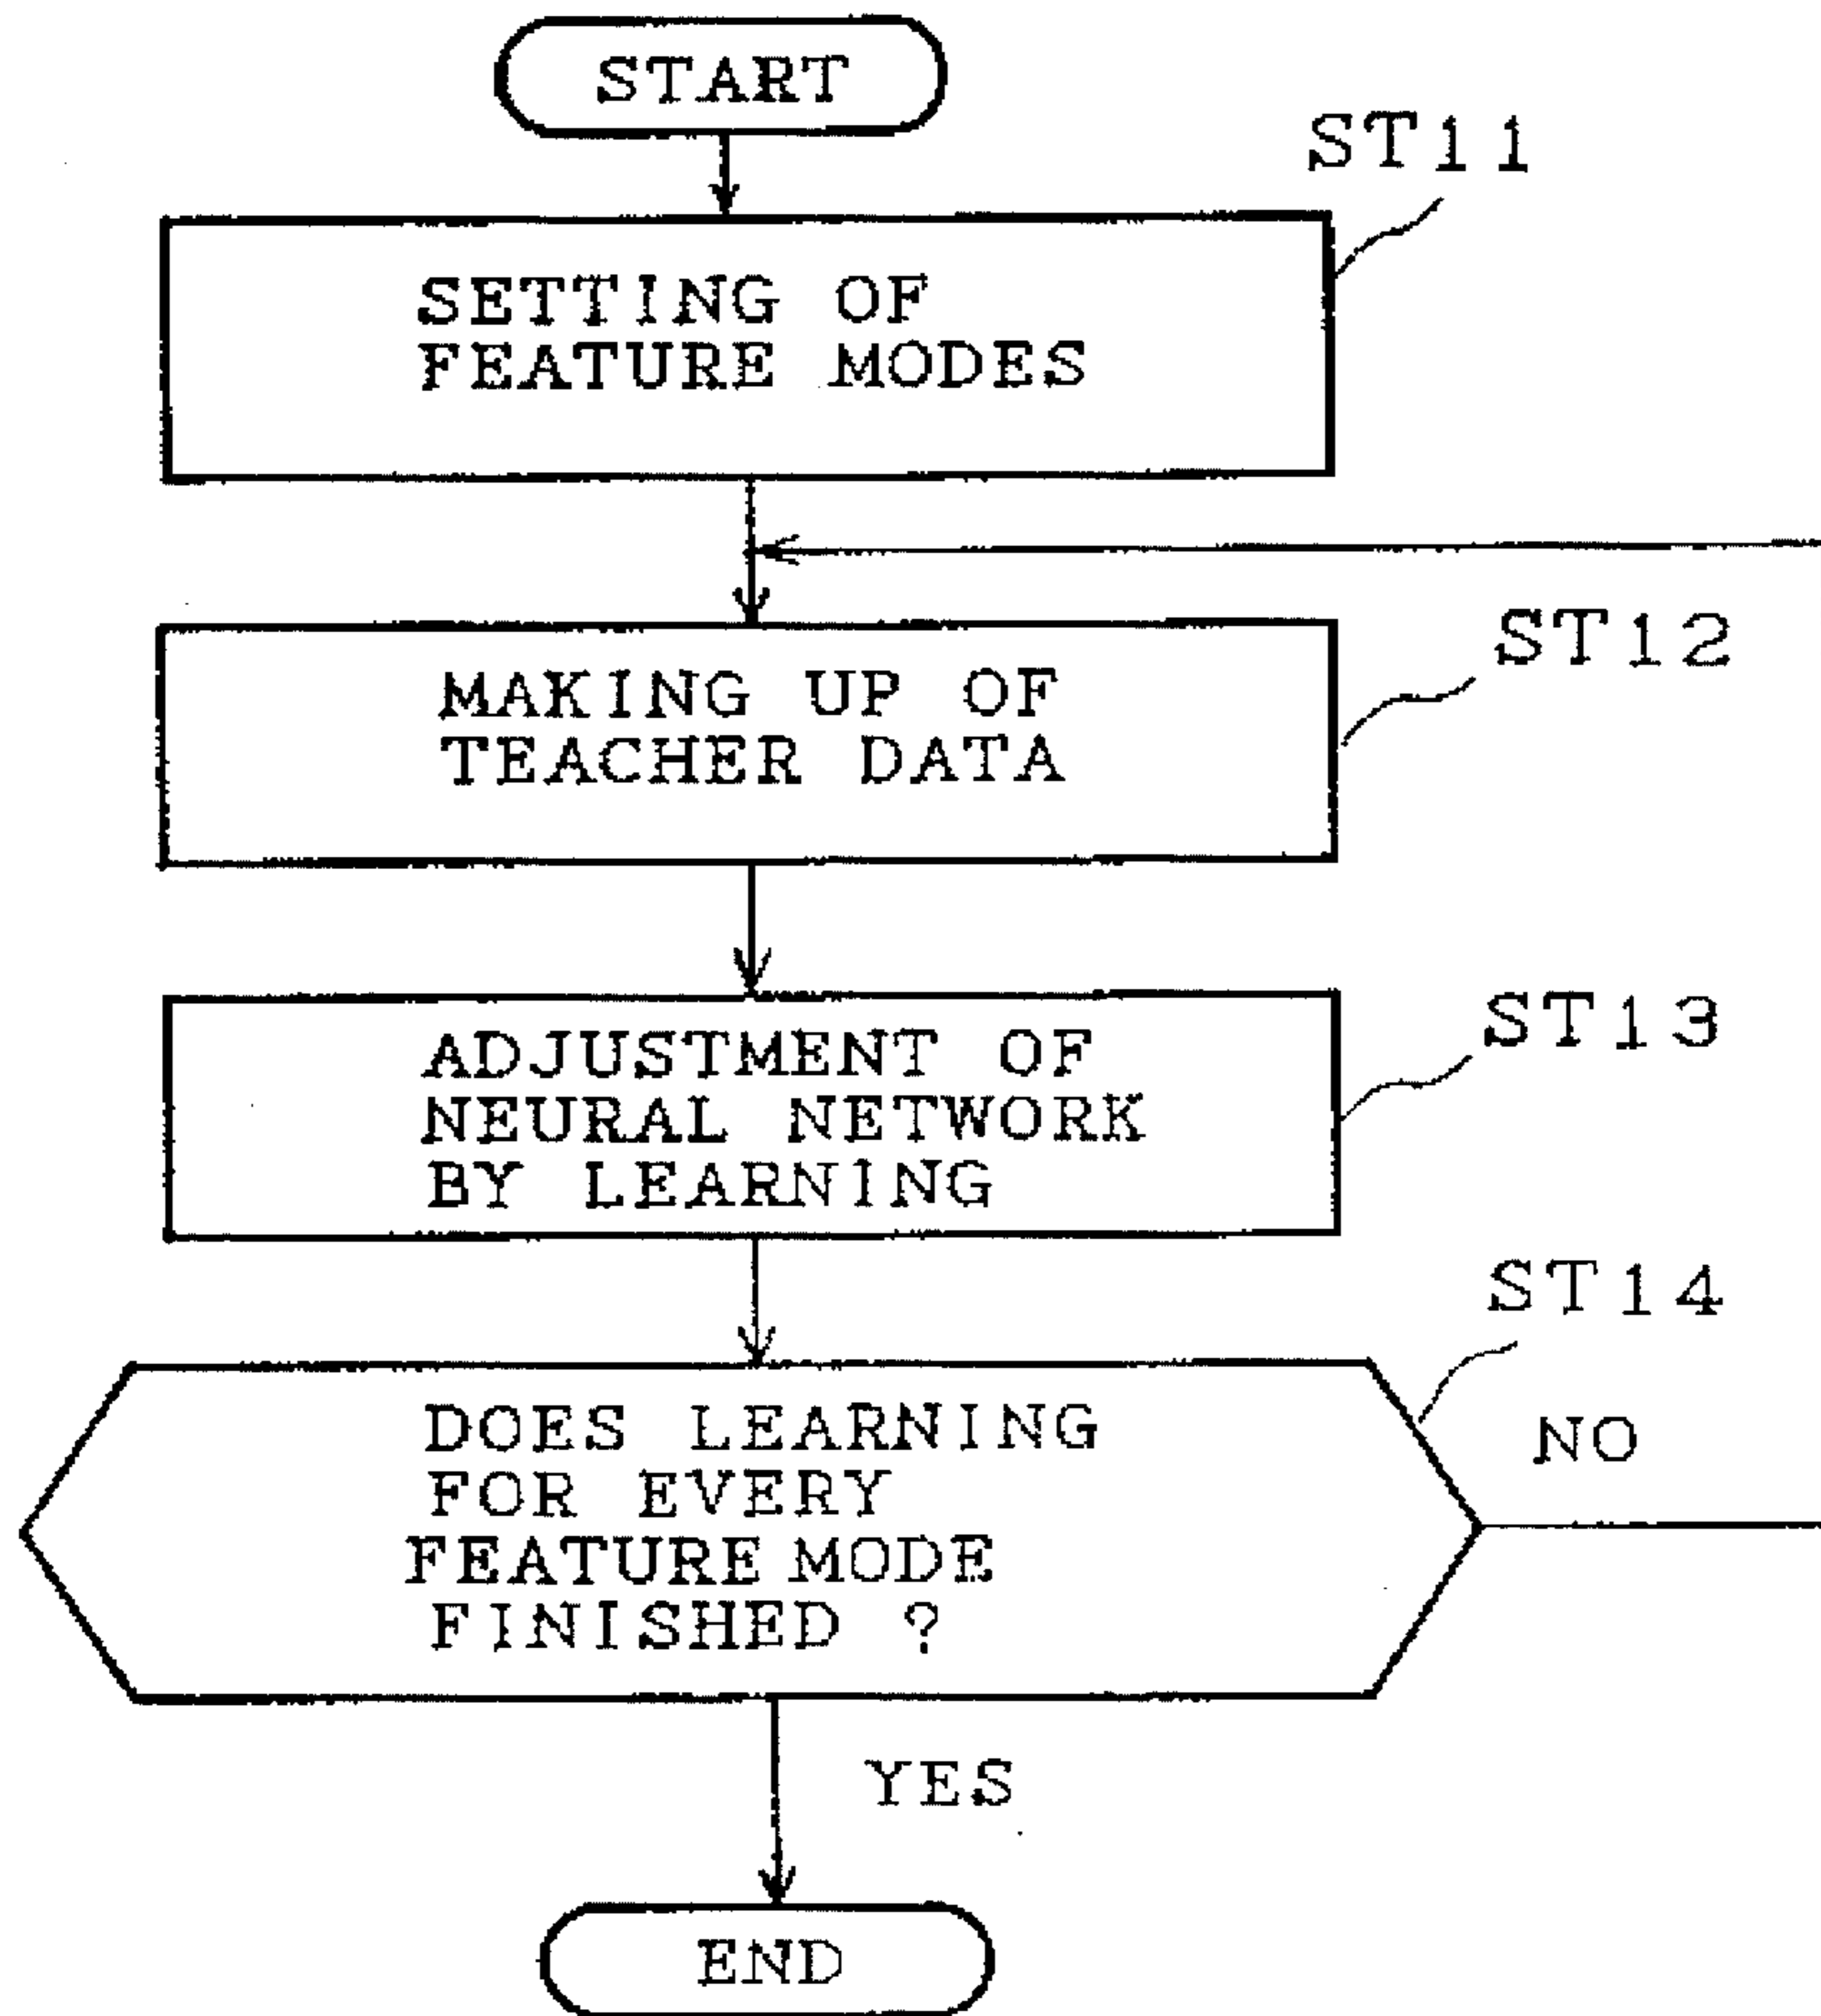 START
ST11
SETTING OF
FEATURE MODES
ST12
MAKING UP OF
TEACHER DATA
ST13
ADJUSTMENT OF
NEURAL NETWORK
BY LEARNING
ST14
DOES LEARNING
FOR EVERY
FEATURE MODE
FINISHED ?
NO
YES
END